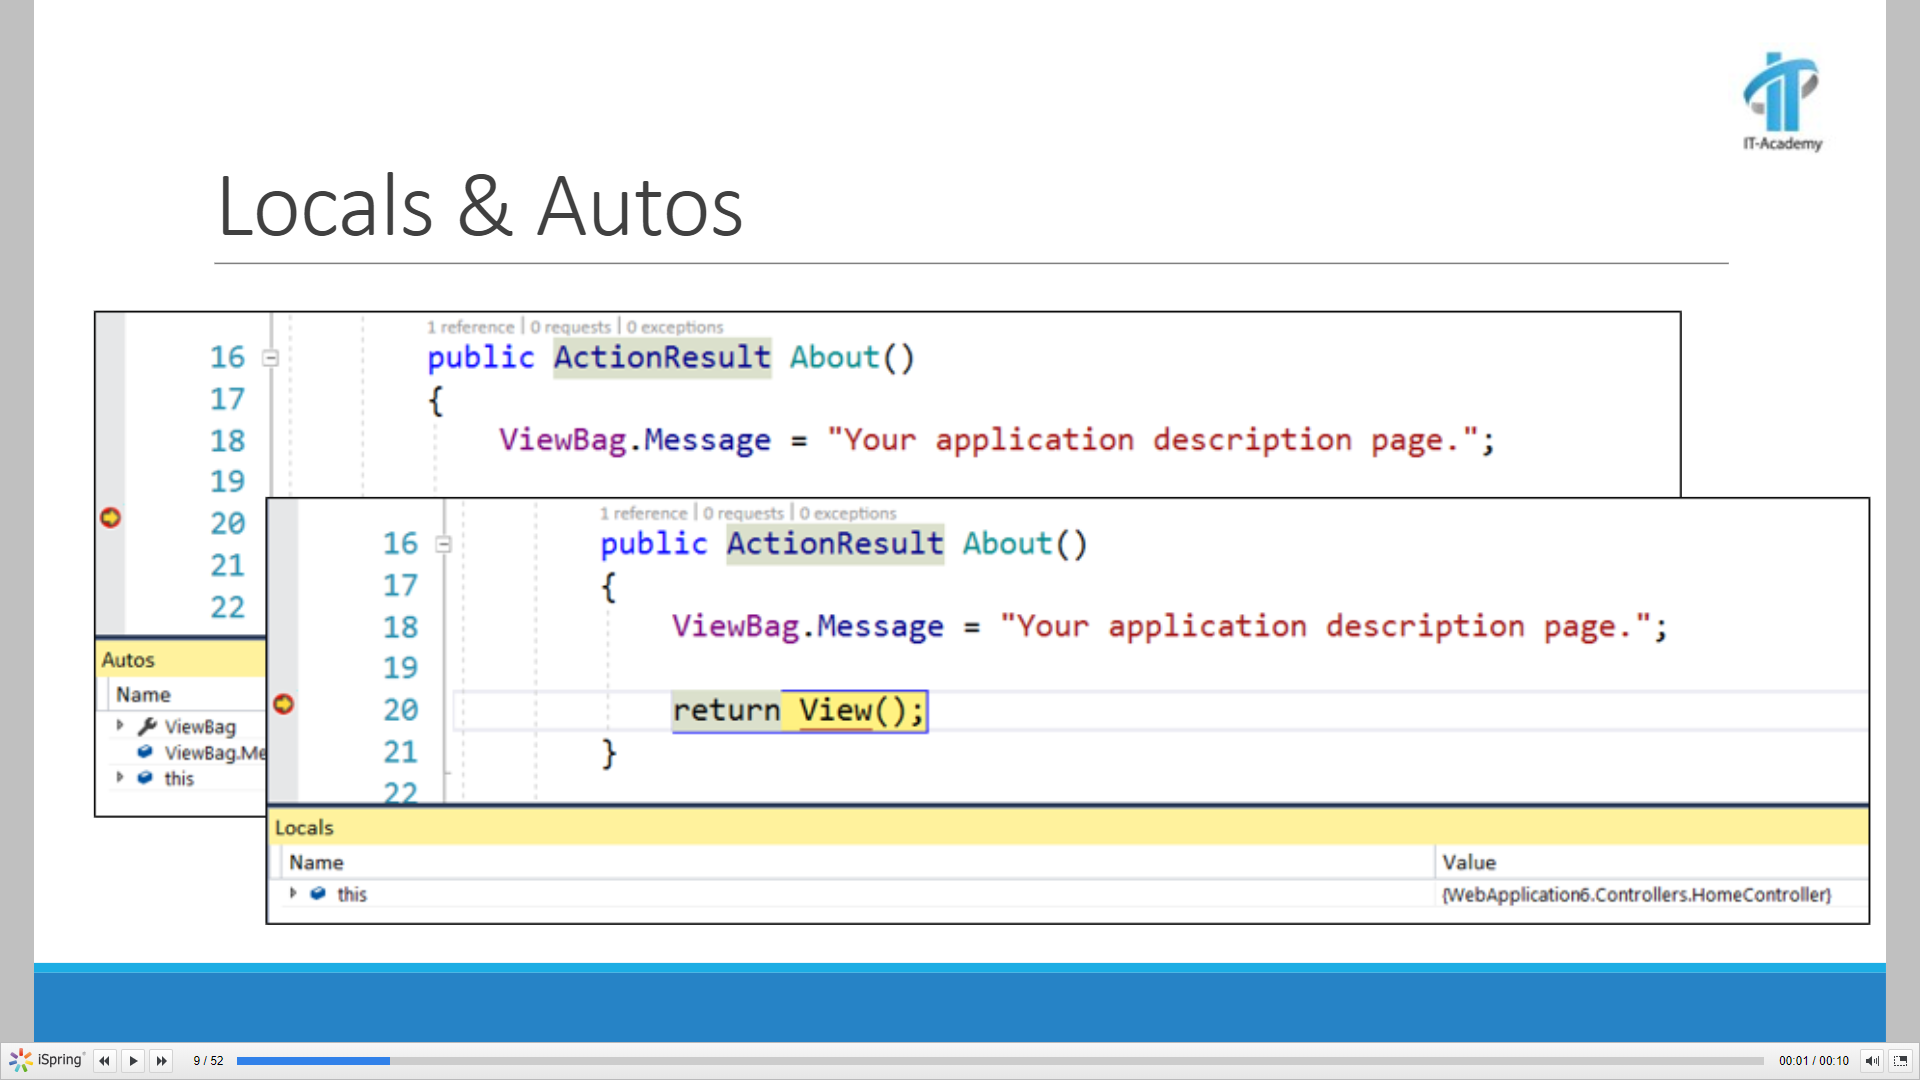 IT-Academy
Locals & Autos
1 reference | 0 requests | 0 exceptions
16 public ActionResult About()
17 {
18 ViewBag.Message = "Your application description page.";
19
20
21
22
Autos
Name
ViewBag
ViewBag.Me
this
1 reference | 0 requests | 0 exceptions
16 public ActionResult About()
17 {
18 ViewBag.Message = "Your application description page.";
19
20 return View();
21 }
22
Locals
Name Value
this {WebApplication6.Controllers.HomeController}
iSpring 9 / 52 00:01 / 00:10